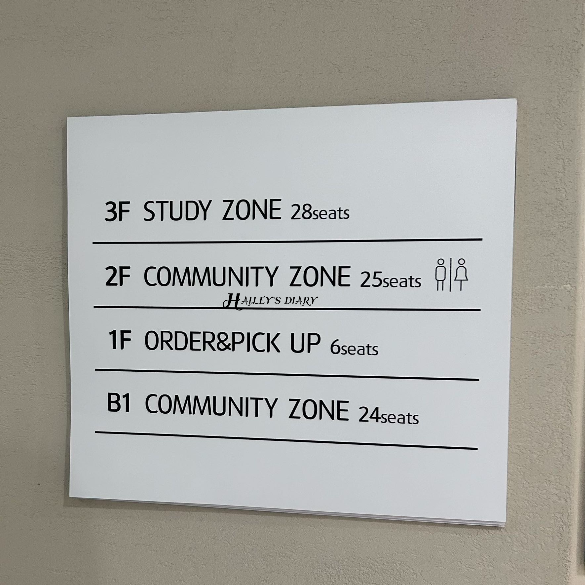 3F STUDY ZONE 28seats
2F COMMUNITY ZONE 25seats
HAILLY'S DIARY
1F ORDER&PICK UP 6seats
B1 COMMUNITY ZONE 24seats